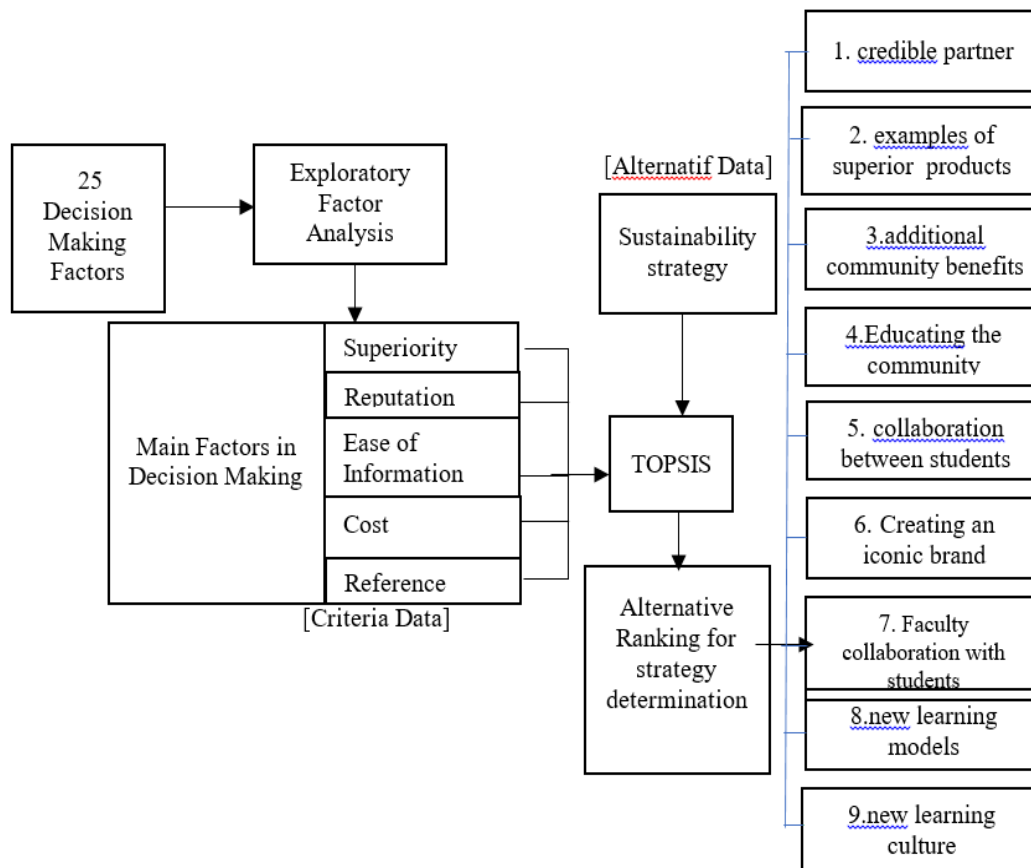 25
Decision
Making
Factors
Exploratory
Factor
Analysis
Main Factors in
Decision Making
Superiority
Reputation
Ease of
Information
Cost
Reference
[Criteria Data]
[Alternatif Data]
Sustainability
strategy
TOPSIS
Alternative
Ranking for
strategy
determination
1. credible partner
2. examples of
superior products
3.additional
community benefits
4.Educating the
community
5. collaboration
between students
6. Creating an
iconic brand
7. Faculty
collaboration with
students
8.new learning
models
9.new learning
culture